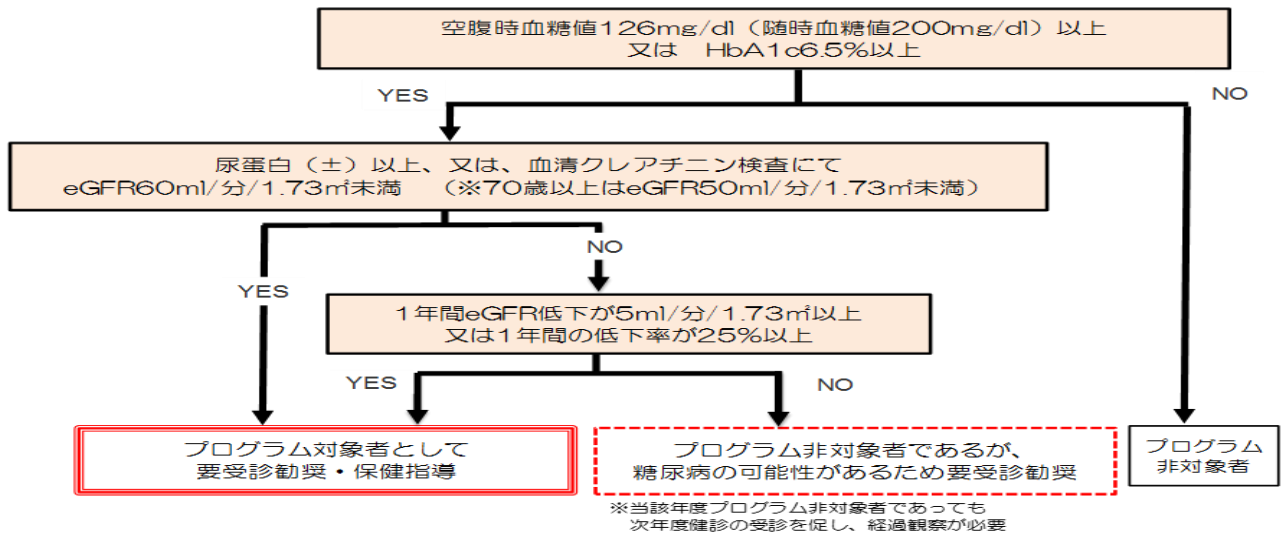 空腹時血糖値126mg/dl（随時血糖値200mg/dl）以上
又は　HbA1c6.5%以上
YES
NO
尿蛋白（±）以上、又は、血清クレアチニン検査にて
eGFR60ml/分/1.73㎡未満　（※70歳以上はeGFR50ml/分/1.73㎡未満）
NO
YES
1年間eGFR低下が5ml/分/1.73㎡以上
又は1年間の低下率が25%以上
YES
NO
プログラム対象者として
要受診勧奨・保健指導
プログラム非対象者であるが、
糖尿病の可能性があるため要受診勧奨
プログラム
非対象者
※当該年度プログラム非対象者であっても
次年度健診の受診を促し、経過観察が必要